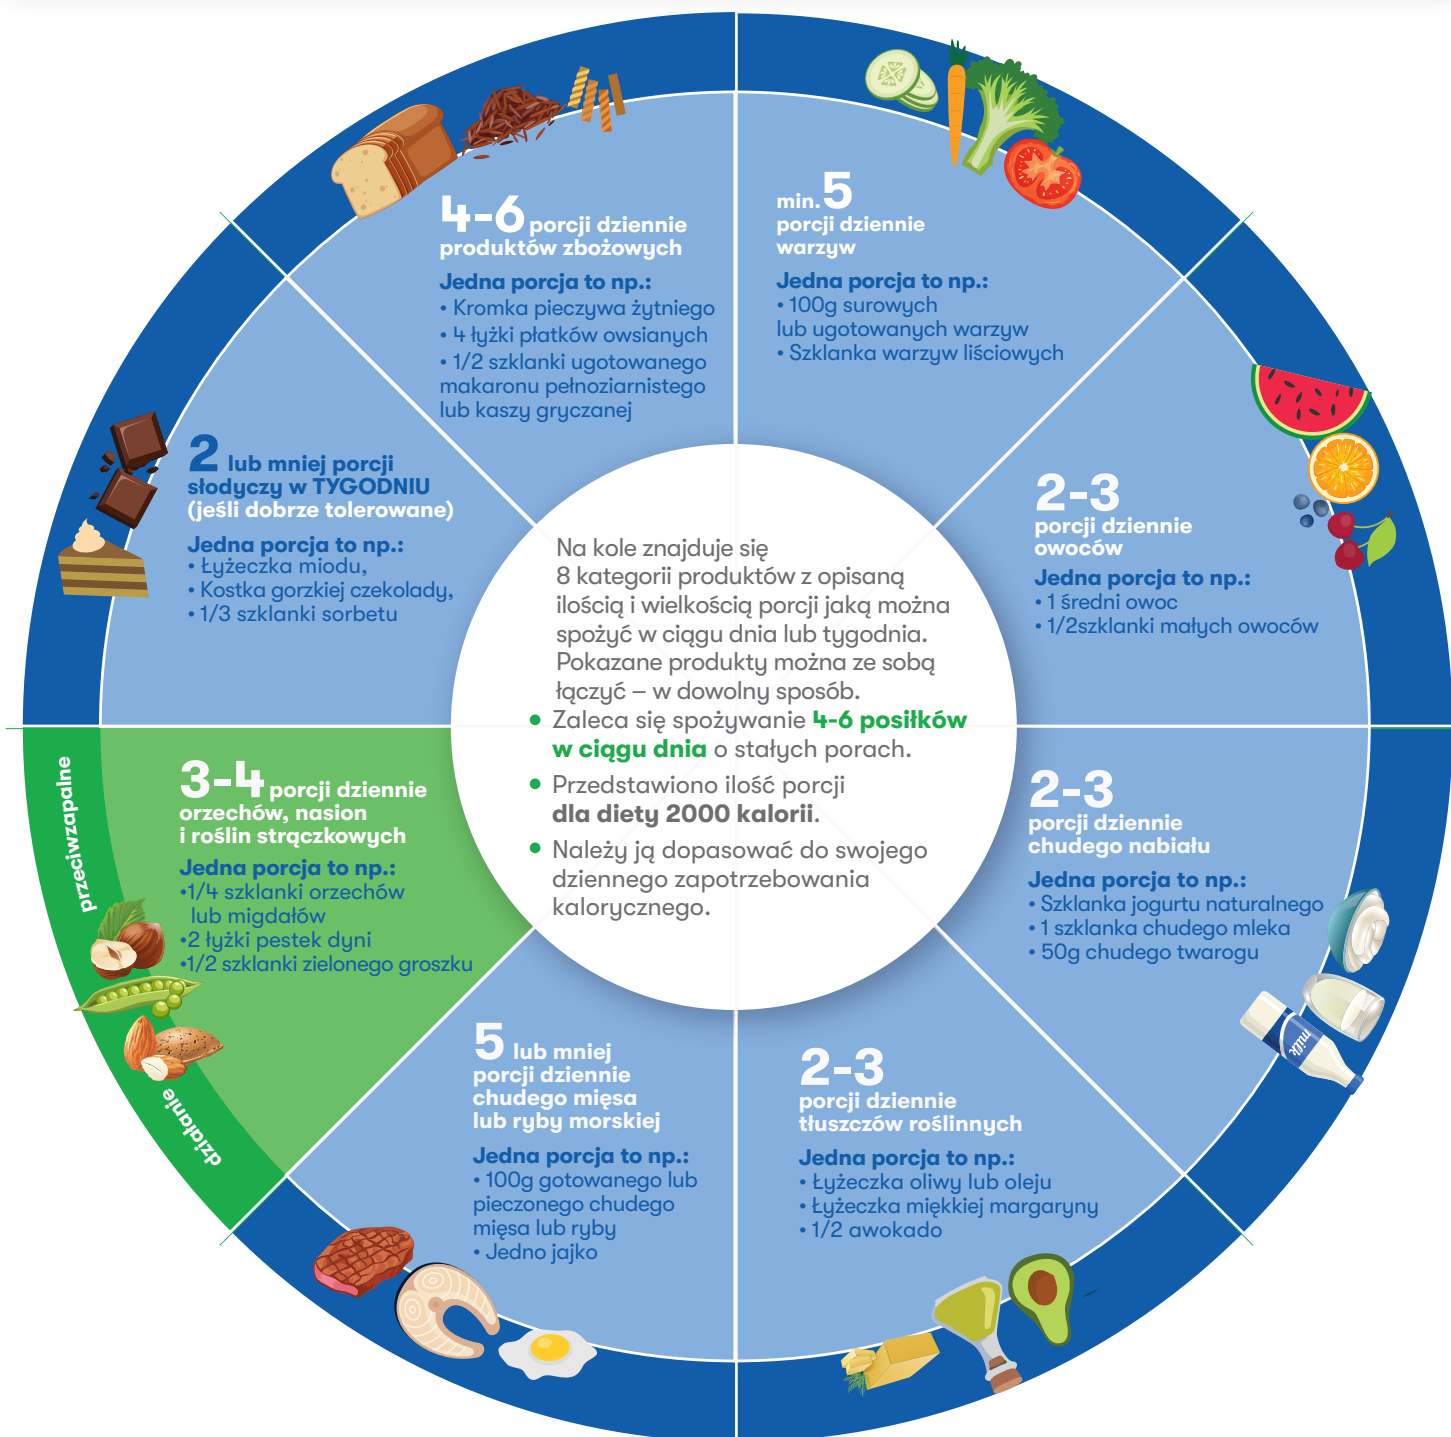 4-6 porcji dziennie
produktów zbożowych
Jedna porcja to np.:
• Kromka pieczywa żytniego
• 4 łyżki płatków owsianych
• 1/2 szklanki ugotowanego
makaronu pełnoziarnistego
lub kaszy gryczanej
min.5
porcji dziennie
warzyw
Jedna porcja to np.:
• 100g surowych
lub ugotowanych warzyw
• Szklanka warzyw liściowych
2-3
porcji dziennie
owoców
Jedna porcja to np.:
• 1 średni owoc
• 1/2szklanki małych owoców
2-3
porcji dziennie
chudego nabiału
Jedna porcja to np.:
• Szklanka jogurtu naturalnego
• 1 szklanka chudego mleka
• 50g chudego twarogu
milk
2-3
porcji dziennie
tłuszczów roślinnych
Jedna porcja to np.:
• Łyżeczka oliwy lub oleju
• Łyżeczka miękkiej margaryny
• 1/2 awokado
5 lub mniej
porcji dziennie
chudego mięsa
lub ryby morskiej
Jedna porcja to np.:
• 100g gotowanego lub
pieczonego chudego
mięsa lub ryby
• Jedno jajko
działanie
przeciwzapalne
3-4 porcji dziennie
orzechów, nasion
i roślin strączkowych
Jedna porcja to np.:
•1/4 szklanki orzechów
lub migdałów
•2 łyżki pestek dyni
•1/2 szklanki zielonego groszku
2 lub mniej porcji
słodyczy w TYGODNIU
(jeśli dobrze tolerowane)
Jedna porcja to np.:
• Łyżeczka miodu,
• Kostka gorzkiej czekolady,
• 1/3 szklanki sorbetu
Na kole znajduje się
8 kategorii produktów z opisaną
ilością i wielkością porcji jaką można
spożyć w ciągu dnia lub tygodnia.
Pokazane produkty można ze sobą
łączyć – w dowolny sposób.
• Zaleca się spożywanie 4-6 posiłków
w ciągu dnia o stałych porach.
• Przedstawiono ilość porcji
dla diety 2000 kalorii.
• Należy ją dopasować do swojego
dziennego zapotrzebowania
kalorycznego.